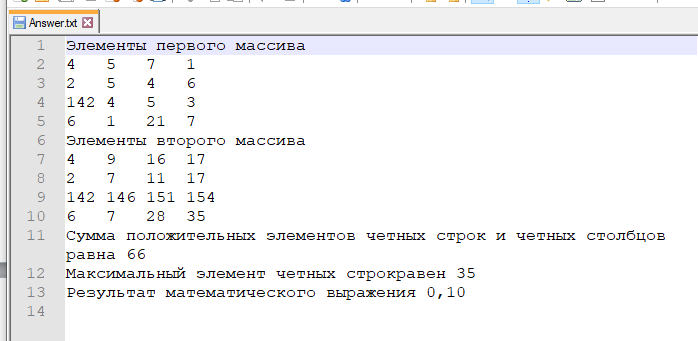 Answer.txt
1 Элементы первого массива
2 4 5 7 1
3 2 5 4 6
4 142 4 5 3
5 6 1 21 7
6 Элементы второго массива
7 4 9 16 17
8 2 7 11 17
9 142 146 151 154
10 6 7 28 35
11 Сумма положительных элементов четных строк и четных столбцов
равна 66
12 Максимальный элемент четных строкравен 35
13 Результат математического выражения 0,10
14